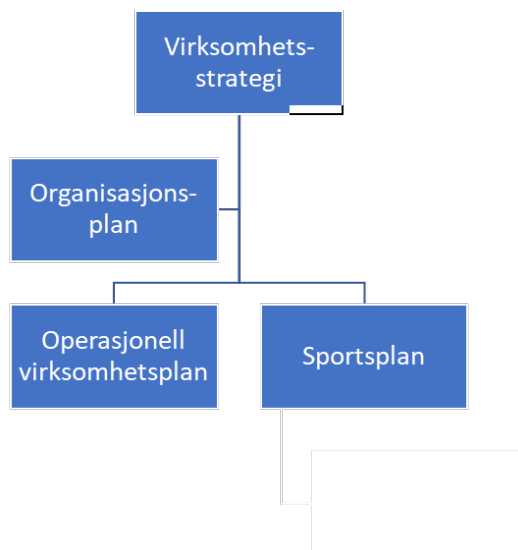 Virksomhets-
strategi
Organisasjons-
plan
Operasjonell
virksomhetsplan
Sportsplan